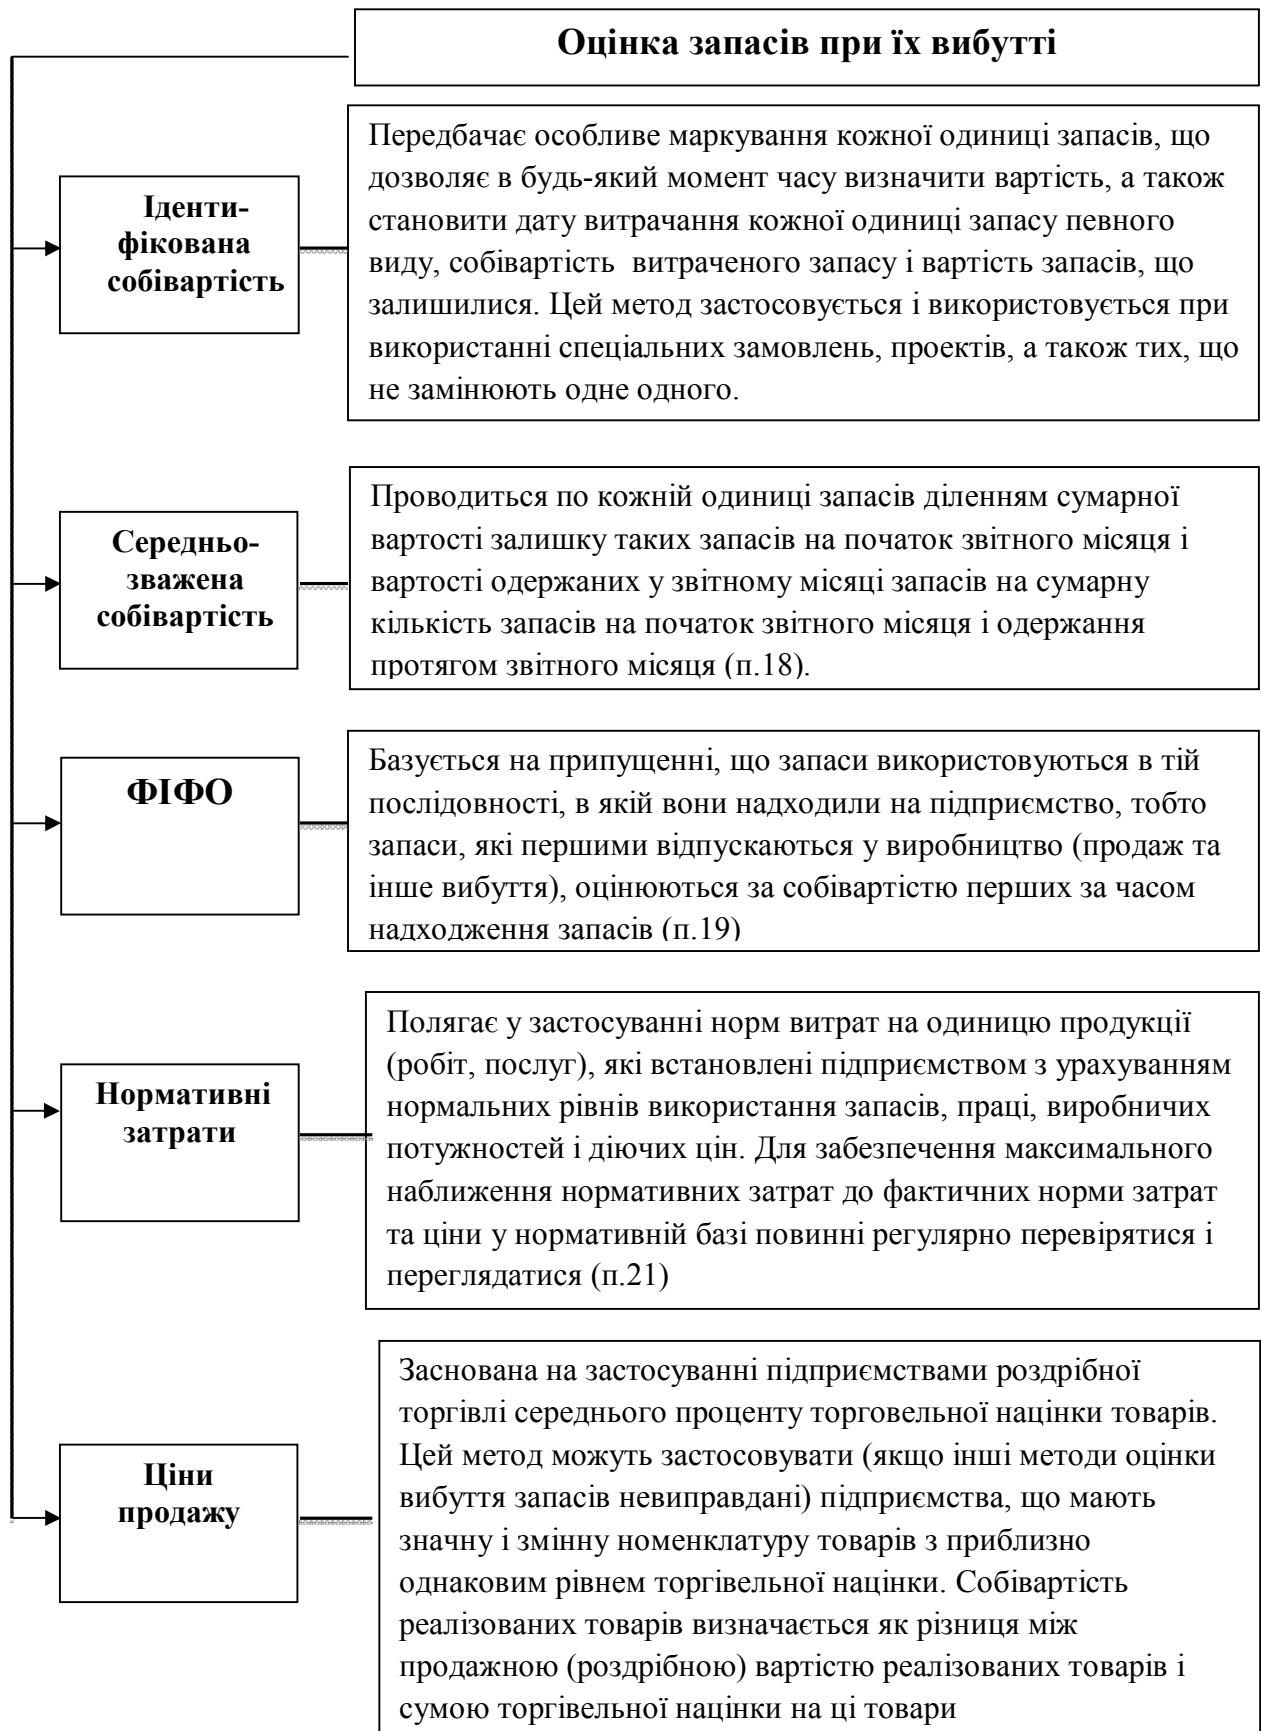 Оцінка запасів при їх вибутті
Іденти-
фікована
собівартість
Передбачає особливе маркування кожної одиниці запасів, що
дозволяє в будь-який момент часу визначити вартість, а також
становити дату витрачання кожної одиниці запасу певного
виду, собівартість витраченого запасу і вартість запасів, що
залишилися. Цей метод застосовується і використовується при
використанні спеціальних замовлень, проектів, а також тих, що
не замінюють одне одного.
Середньо-
зважена
собівартість
Проводиться по кожній одиниці запасів діленням сумарної
вартості залишку таких запасів на початок звітного місяця і
вартості одержаних у звітному місяці запасів на сумарну
кількість запасів на початок звітного місяця і одержання
протягом звітного місяця (п.18).
ФІФО
Базується на припущенні, що запаси використовуються в тій
послідовності, в якій вони надходили на підприємство, тобто
запаси, які першими відпускаються у виробництво (продаж та
інше вибуття), оцінюються за собівартістю перших за часом
надходження запасів (п.19)
Нормативні
затрати
Полягає у застосуванні норм витрат на одиницю продукції
(робіт, послуг), які встановлені підприємством з урахуванням
нормальних рівнів використання запасів, праці, виробничих
потужностей і діючих цін. Для забезпечення максимального
наближення нормативних затрат до фактичних норми затрат
та ціни у нормативній базі повинні регулярно перевірятися і
переглядатися (п.21)
Ціни
продажу
Заснована на застосуванні підприємствами роздрібної
торгівлі середнього проценту торговельної націнки товарів.
Цей метод можуть застосовувати (якщо інші методи оцінки
вибуття запасів невиправдані) підприємства, що мають
значну і змінну номенклатуру товарів з приблизно
однаковим рівнем торгівельної націнки. Собівартість
реалізованих товарів визначається як різниця між
продажною (роздрібною) вартістю реалізованих товарів і
сумою торгівельної націнки на ці товари